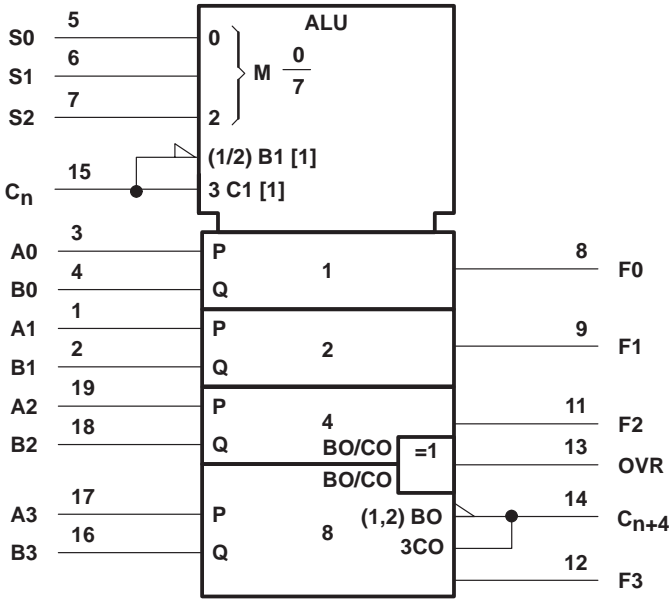 ALU
S0 5 0
S1 6 M 0/7
S2 7 2
(1/2) B1 [1]
Cn 15 3 C1 [1]
A0 3 P 1 8 F0
B0 4 Q
A1 1 P 2 9 F1
B1 2 Q
A2 19 P 4 11 F2
B2 18 Q BO/CO =1 13 OVR
BO/CO
A3 17 P (1,2) BO 14 Cn+4
B3 16 Q 8 3CO
12 F3